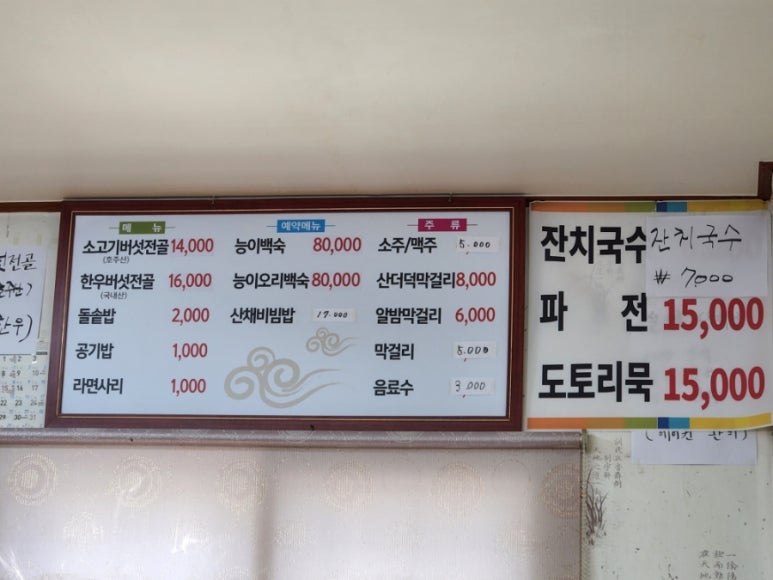 메 뉴
소고기버섯전골 14,000
(호주산)
한우버섯전골 16,000
(국내산)
돌솥밥 2,000
공기밥 1,000
라면사리 1,000
예약메뉴
능이백숙 80,000
능이오리백숙 80,000
산채비빔밥 17.000
주 류
소주/맥주 5.000
산더덕막걸리 8,000
알밤막걸리 6,000
막걸리 5.000
음료수 3,000
잔치국수 잔치국수
₩ 7000
파 전 15,000
도토리묵 15,000